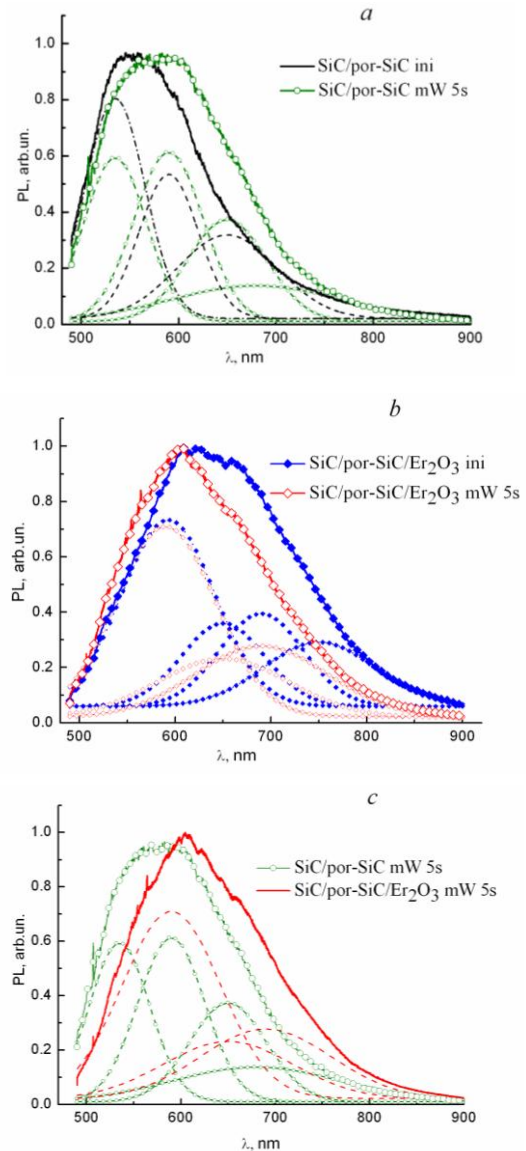 a
SiC/por-SiC ini
SiC/por-SiC mW 5s
PL, arb.un.
1.0
0.8
0.6
0.4
0.2
0.0
500 600 700 800 900
λ, nm
b
SiC/por-SiC/Er2O3 ini
SiC/por-SiC/Er2O3 mW 5s
PL, arb.un.
1.0
0.8
0.6
0.4
0.2
0.0
500 600 700 800 900
λ, nm
c
SiC/por-SiC mW 5s
SiC/por-SiC/Er2O3 mW 5s
PL, arb.un.
1.0
0.8
0.6
0.4
0.2
0.0
500 600 700 800 900
λ, nm